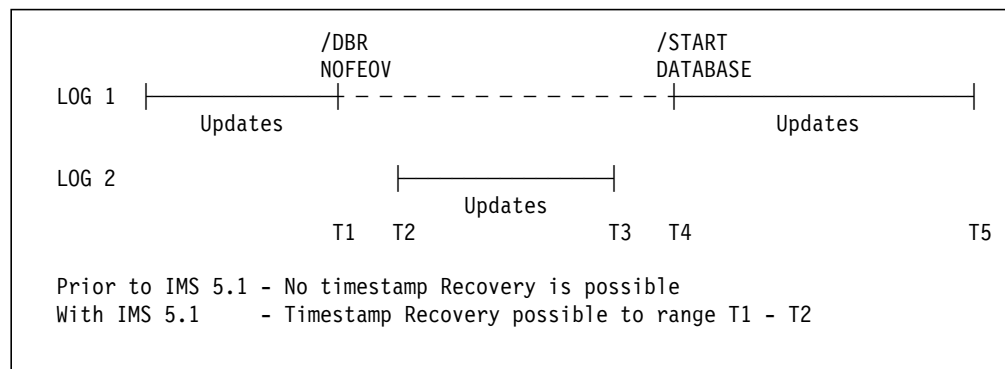 /DBR /START
NOFEOV DATABASE
LOG 1
Updates Updates
LOG 2
Updates
T1 T2 T3 T4 T5
Prior to IMS 5.1 - No timestamp Recovery is possible
With IMS 5.1 - Timestamp Recovery possible to range T1 - T2